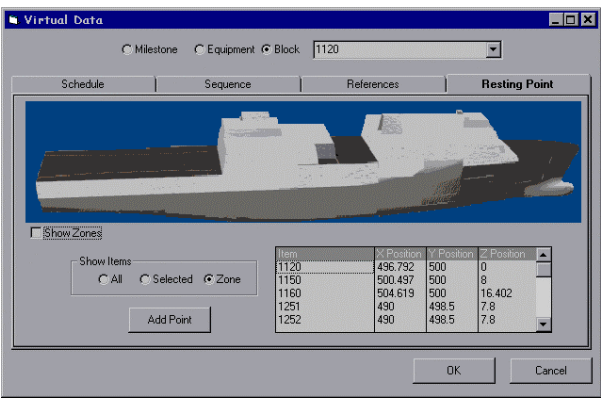 Virtual Data
Milestone Equipment Block 1120
Schedule Sequence References Resting Point
Show Zones
Show Items
All Selected Zone
Add Point
Item X Position Y Position Z Position
1120 496.792 500 0
1150 500.497 500 8
1160 504.619 500 16.402
1251 490 498.5 7.8
1252 490 498.5 7.8
OK Cancel